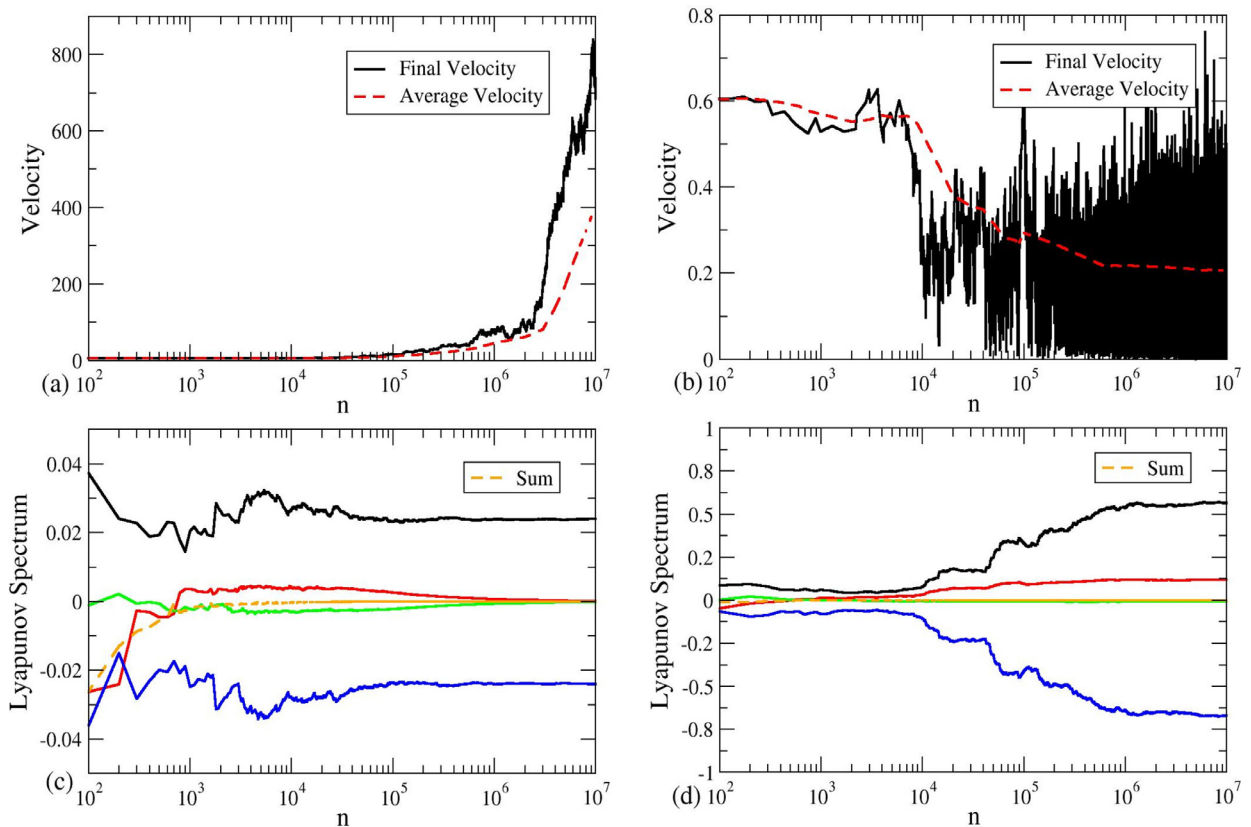 Final Velocity
Average Velocity
Velocity
800
600
400
200
0
(a)
10^2
10^3
10^4
10^5
10^6
10^7
n
Final Velocity
Average Velocity
Velocity
0.8
0.6
0.4
0.2
0
(b)
10^2
10^3
10^4
10^5
10^6
10^7
n
Sum
Lyapunov Spectrum
0.04
0.02
0
-0.02
-0.04
(c)
10^2
10^3
10^4
10^5
10^6
10^7
n
Sum
Lyapunov Spectrum
1
0.8
0.5
0.2
0
-0.2
-0.5
-0.8
-1
(d)
10^2
10^3
10^4
10^5
10^6
10^7
n